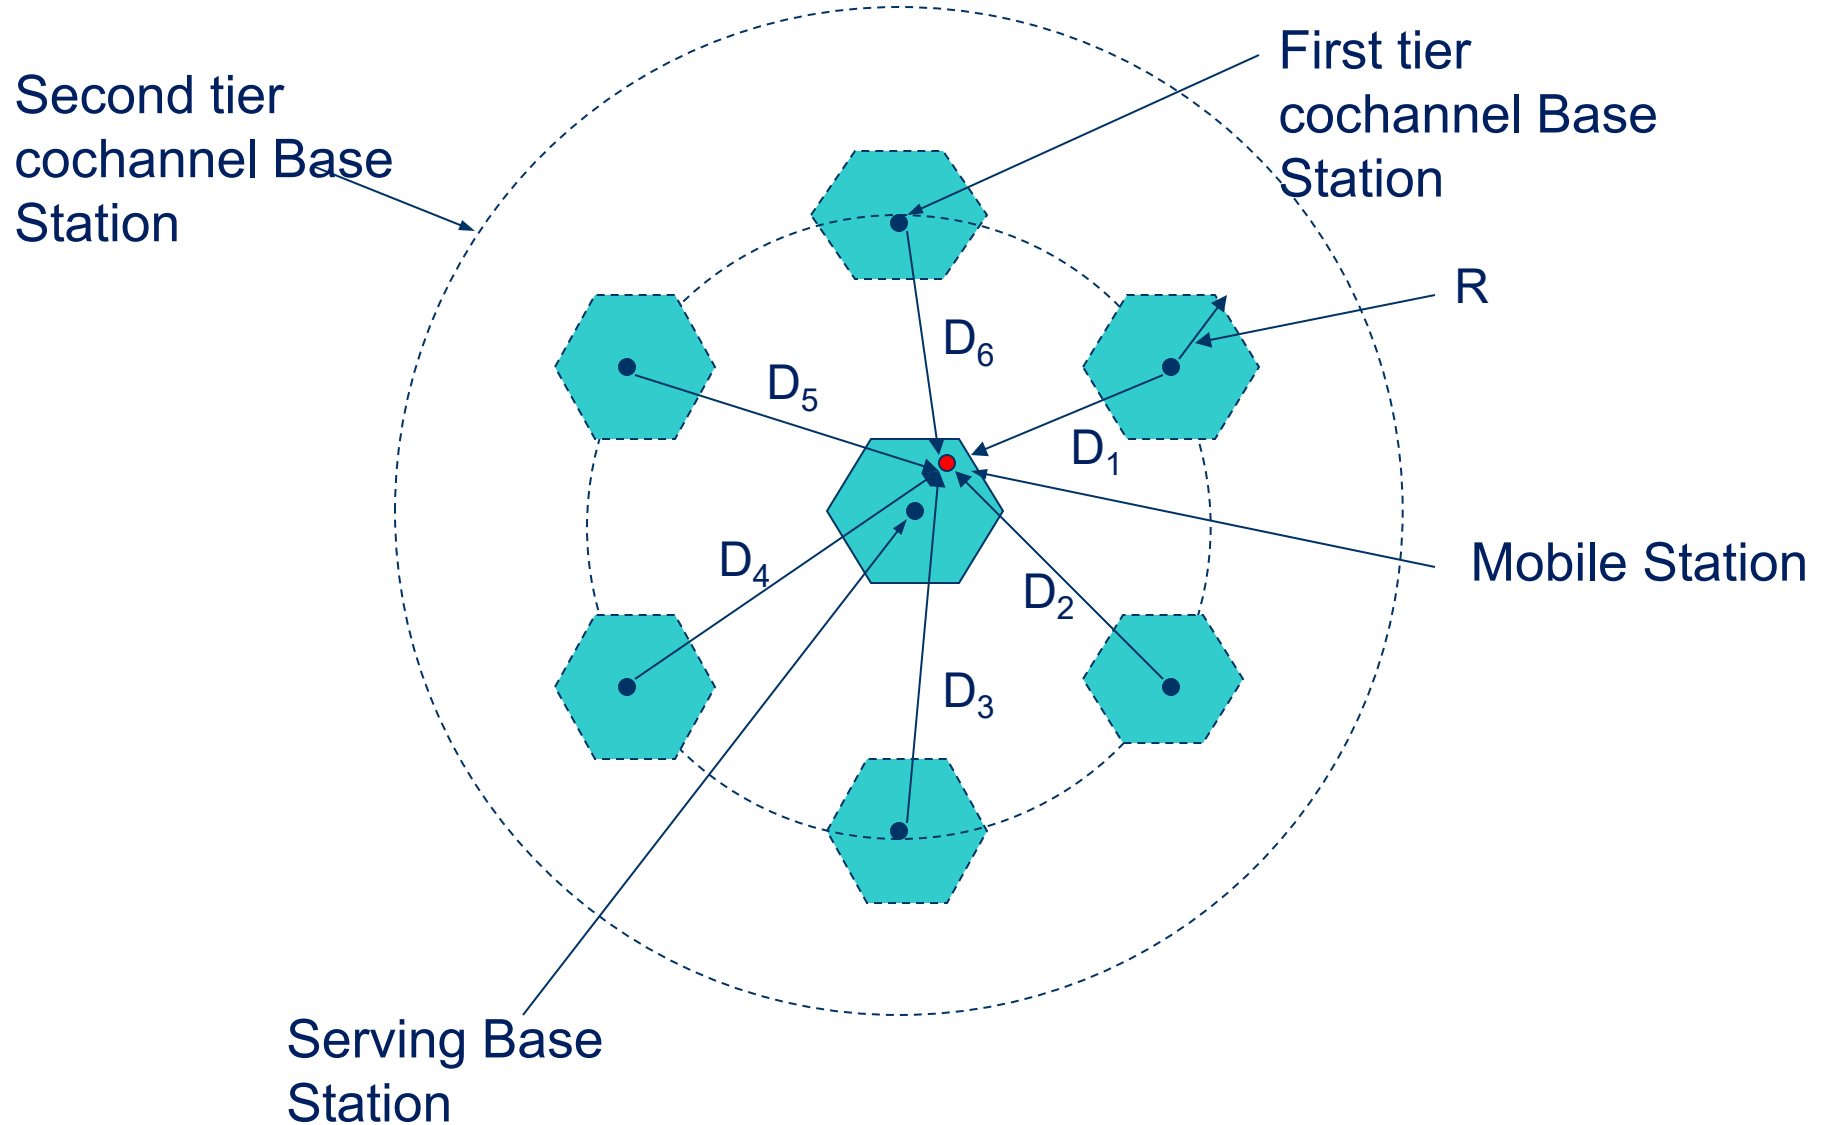 Second tier
cochannel Base
Station
First tier
cochannel Base
Station
R
D₆
D₅
D₁
Mobile Station
D₄
D₂
D₃
Serving Base
Station